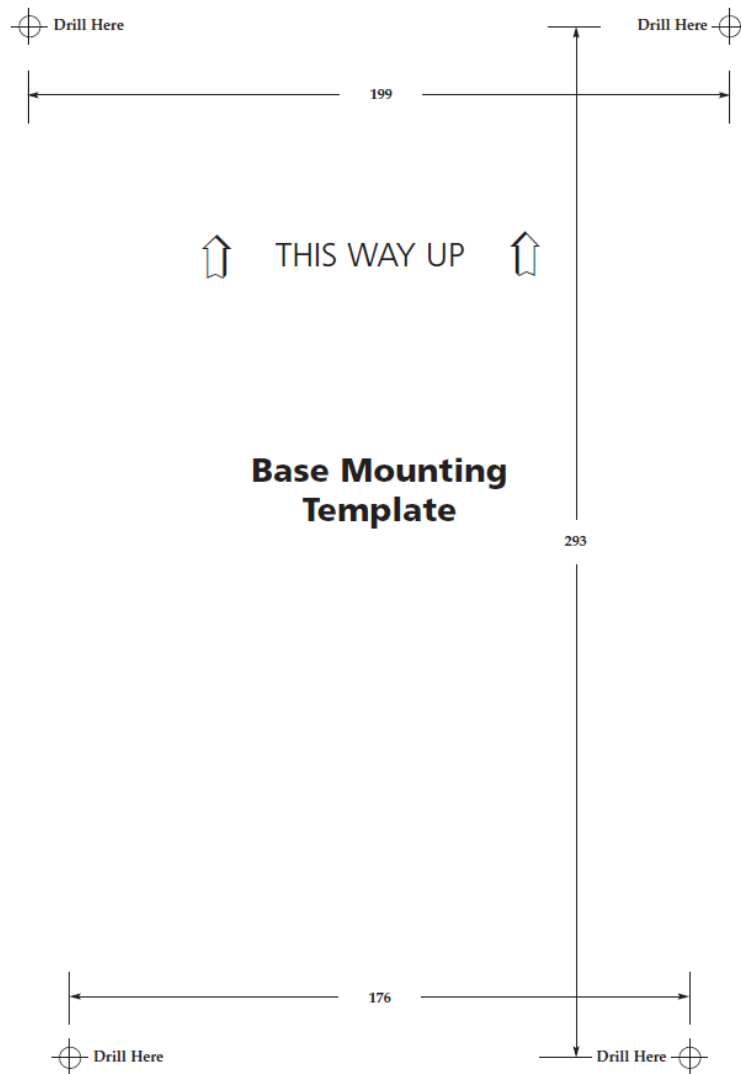 Drill Here
Drill Here
199
THIS WAY UP
Base Mounting
Template
293
176
Drill Here
Drill Here